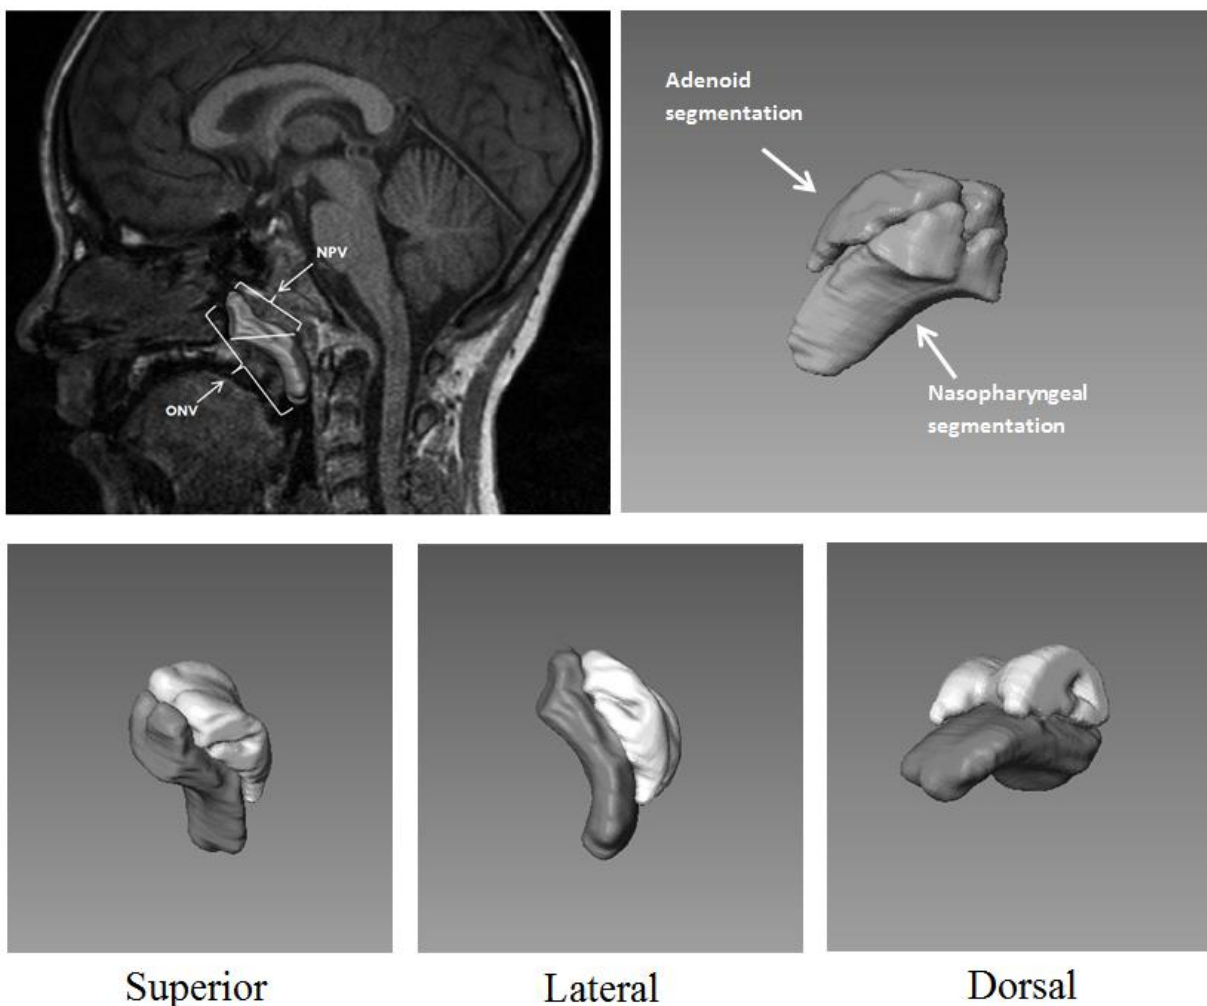 NPV
ONV
Adenoid
segmentation
Nasopharyngeal
segmentation
Superior
Lateral
Dorsal